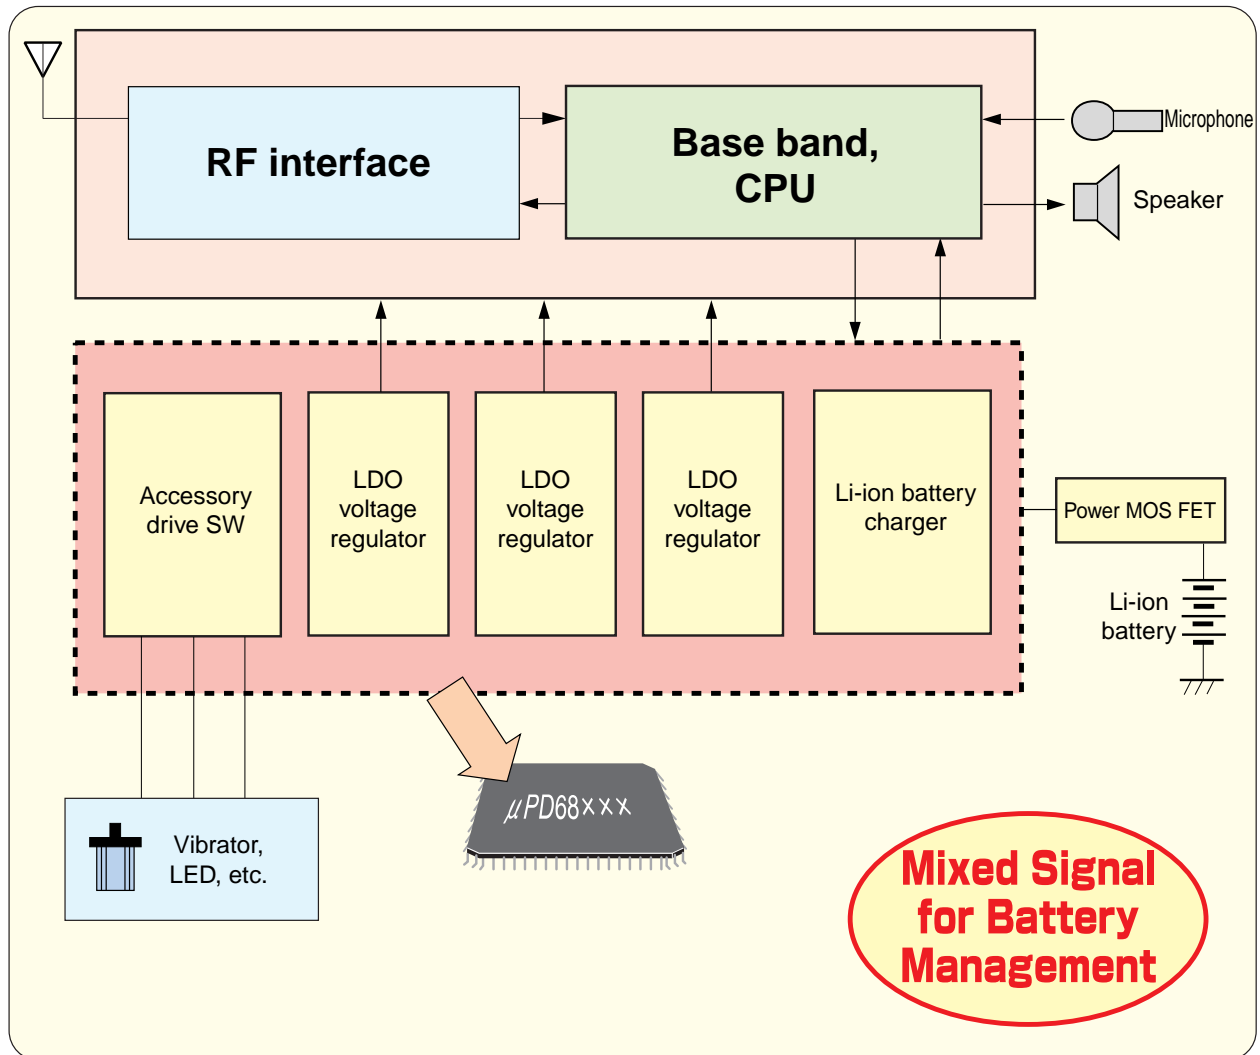 RF interface
Base band,
CPU
Microphone
Speaker
Accessory
drive SW
LDO
voltage
regulator
LDO
voltage
regulator
LDO
voltage
regulator
Li-ion battery
charger
Power MOS FET
Li-ion
battery
μPD68×××
Vibrator,
LED, etc.
Mixed Signal
for Battery
Management